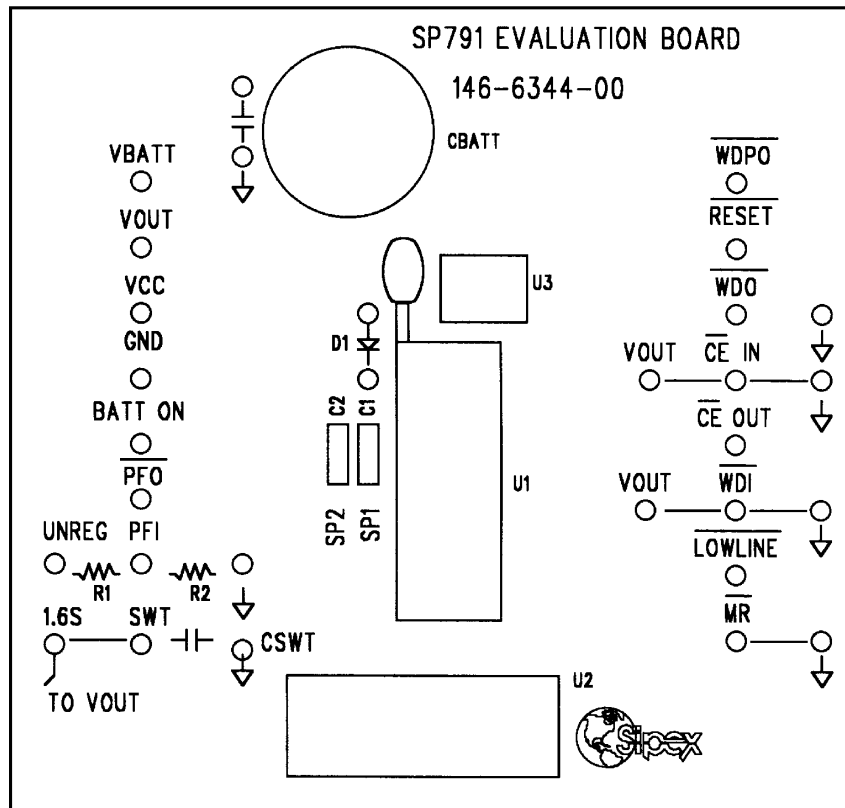 SP791 EVALUATION BOARD
146-6344-00
CBATT
VBATT
VOUT
VCC
GND
BATT ON
PFO
UNREG PFI
R1 R2
1.6S SWT
CSWT
TO VOUT
D1
C2 C1
SP2 SP1
U3
U1
U2
Sipex
WDPO
RESET
WDO
VOUT CE IN
CE OUT
VOUT WDI
LOWLINE
MR